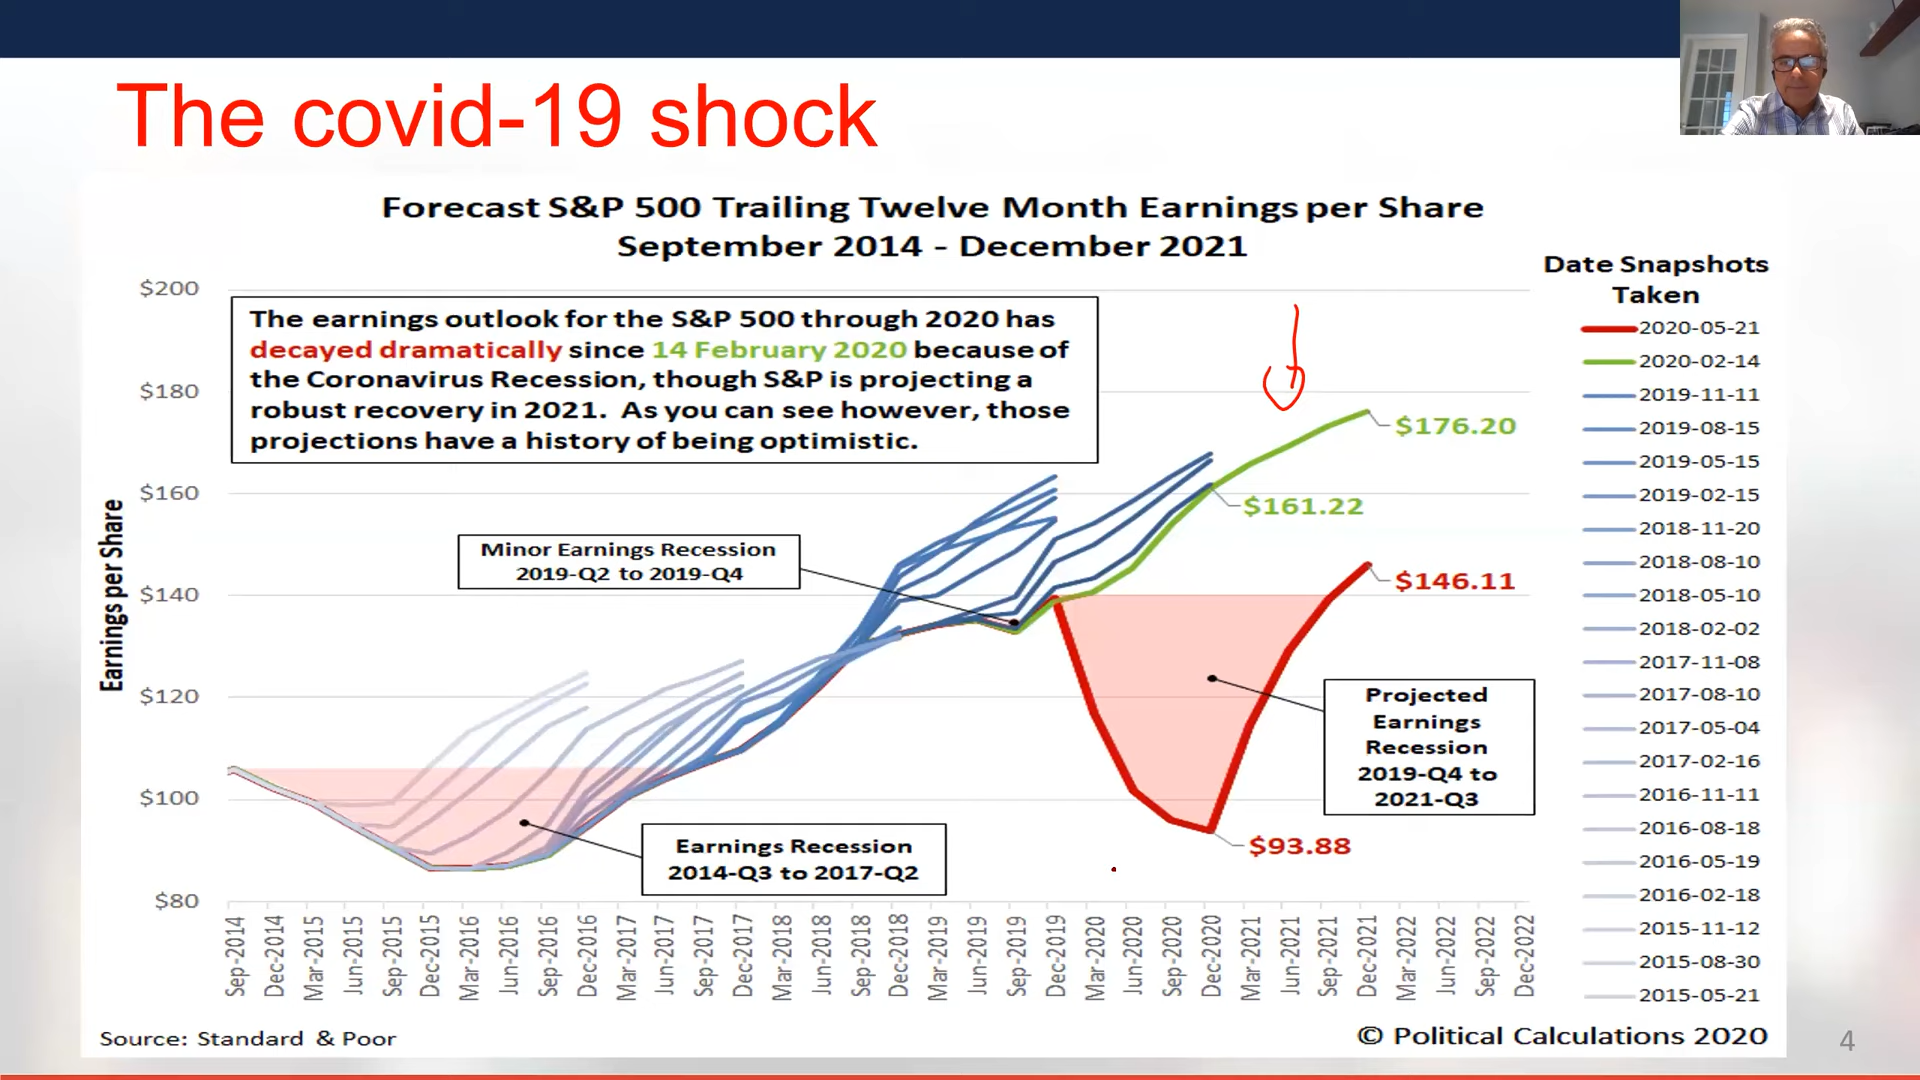 The covid-19 shock
Forecast S&P 500 Trailing Twelve Month Earnings per Share
September 2014 - December 2021
Date Snapshots
Taken
$200
$180
$160
$140
$120
$100
$80
Earnings per Share
The earnings outlook for the S&P 500 through 2020 has
decayed dramatically since 14 February 2020 because of
the Coronavirus Recession, though S&P is projecting a
robust recovery in 2021. As you can see however, those
projections have a history of being optimistic.
Minor Earnings Recession
2019-Q2 to 2019-Q4
$176.20
$161.22
$146.11
Projected
Earnings
Recession
2019-Q4 to
2021-Q3
$93.88
Earnings Recession
2014-Q3 to 2017-Q2
2020-05-21
2020-02-14
2019-11-11
2019-08-15
2019-05-15
2019-02-15
2018-11-20
2018-08-10
2018-05-10
2018-02-02
2017-11-08
2017-08-10
2017-05-04
2017-02-16
2016-11-11
2016-08-18
2016-05-19
2016-02-18
2015-11-12
2015-08-30
2015-05-21
Sep-2014
Dec-2014
Mar-2015
Jun-2015
Sep-2015
Dec-2015
Mar-2016
Jun-2016
Sep-2016
Dec-2016
Mar-2017
Jun-2017
Sep-2017
Dec-2017
Mar-2018
Jun-2018
Sep-2018
Dec-2018
Mar-2019
Jun-2019
Sep-2019
Dec-2019
Mar-2020
Jun-2020
Sep-2020
Dec-2020
Mar-2021
Jun-2021
Sep-2021
Dec-2021
Mar-2022
Jun-2022
Sep-2022
Dec-2022
Source: Standard & Poor
© Political Calculations 2020
4